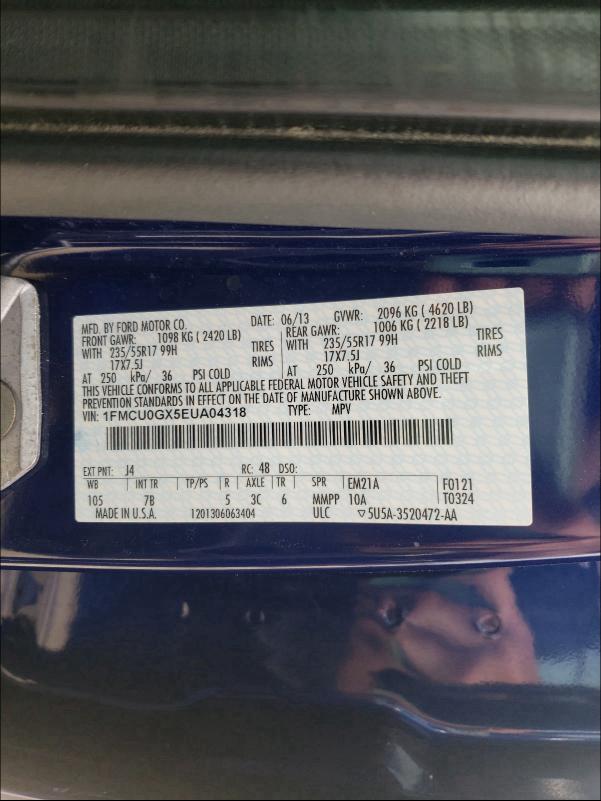 MFD. BY FORD MOTOR CO. DATE: 06/13 GVWR: 2096 KG ( 4620 LB)
FRONT GAWR: 1098 KG ( 2420 LB) REAR GAWR: 1006 KG ( 2218 LB)
WITH 235/55R17 99H TIRES WITH 235/55R17 99H TIRES
17X7.5J RIMS 17X7.5J RIMS
AT 250 kPa/ 36 PSI COLD AT 250 kPa/ 36 PSI COLD
THIS VEHICLE CONFORMS TO ALL APPLICABLE FEDERAL MOTOR VEHICLE SAFETY AND THEFT
PREVENTION STANDARDS IN EFFECT ON THE DATE OF MANUFACTURE SHOWN ABOVE.
VIN: 1FMCU0GX5EUA04318 TYPE: MPV
EXT PNT: J4 RC: 48 DSO:
WB INT TR TP/PS R AXLE TR SPR EM21A F0121
105 7B 5 3C 6 MMPP 10A T0324
MADE IN U.S.A. 1201306063404 ULC ▽5U5A-3520472-AA